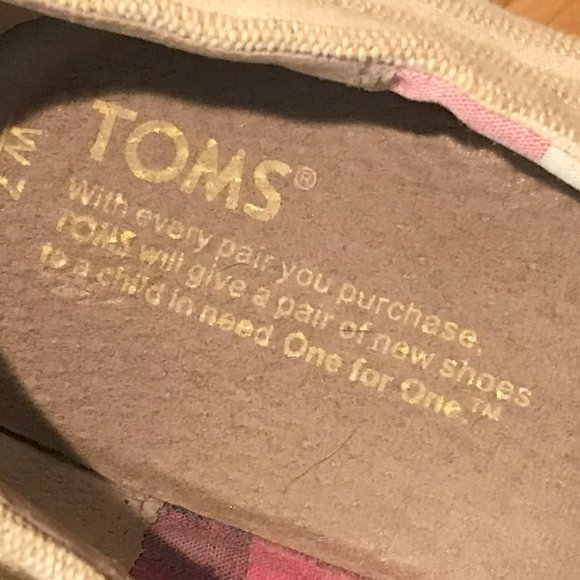 TOMS®
With every pair you purchase,
TOMS will give a pair of new shoes
to a child in need One for One.™